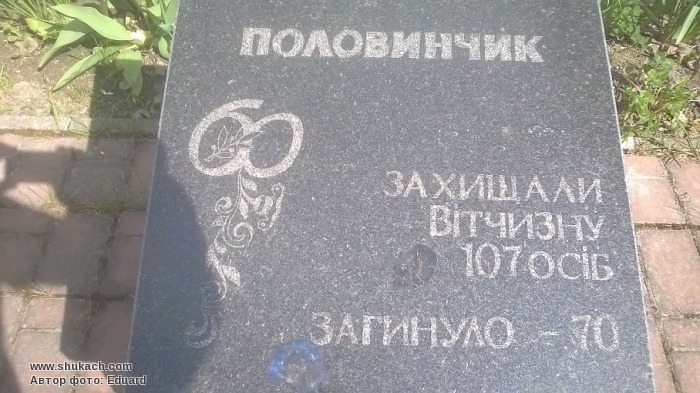 ПОЛОВИНЧИК
60
ЗАХИЩАЛИ
ВІТЧИЗНУ
107 ОСІБ
ЗАГИНУЛО - 70
www.shukach.com
Автор фото: Eduard